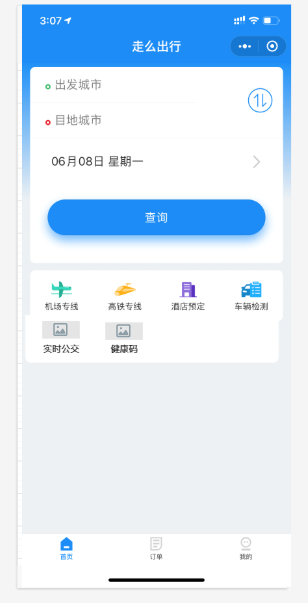 3:07
走么出行
出发城市
目地城市
06月08日 星期一
查询
机场专线 高铁专线 酒店预定 车辆检测
实时公交 健康码
首页 订单 我的